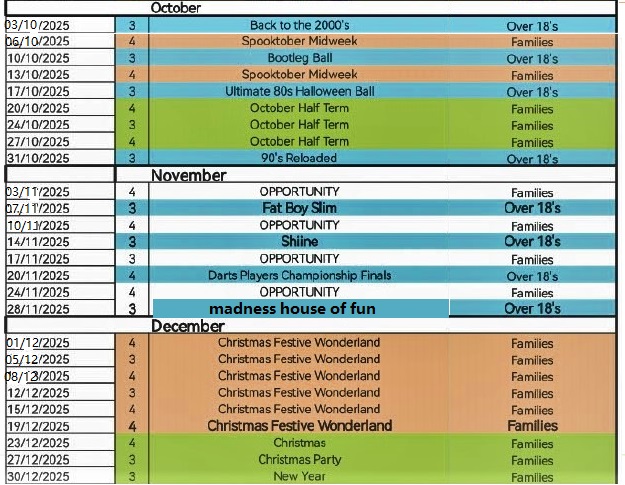 October
03/10/2025 3 Back to the 2000's Over 18's
06/10/2025 4 Spooktober Midweek Families
10/10/2025 3 Bootleg Ball Over 18's
13/10/2025 4 Spooktober Midweek Families
17/10/2025 3 Ultimate 80s Halloween Ball Over 18's
20/10/2025 4 October Half Term Families
24/10/2025 3 October Half Term Families
27/10/2025 4 October Half Term Families
31/10/2025 3 90's Reloaded Over 18's
November
03/11/2025 4 OPPORTUNITY Families
07/11/2025 3 Fat Boy Slim Over 18's
10/11/2025 4 OPPORTUNITY Families
14/11/2025 3 Shiine Over 18's
17/11/2025 3 OPPORTUNITY Families
20/11/2025 4 Darts Players Championship Finals Over 18's
24/11/2025 4 OPPORTUNITY Families
28/11/2025 3 madness house of fun Over 18's
December
01/12/2025 4 Christmas Festive Wonderland Families
05/12/2025 3 Christmas Festive Wonderland Families
08/12/2025 4 Christmas Festive Wonderland Families
12/12/2025 3 Christmas Festive Wonderland Families
15/12/2025 4 Christmas Festive Wonderland Families
19/12/2025 4 Christmas Festive Wonderland Families
23/12/2025 4 Christmas Families
27/12/2025 3 Christmas Party Families
30/12/2025 3 New Year Families